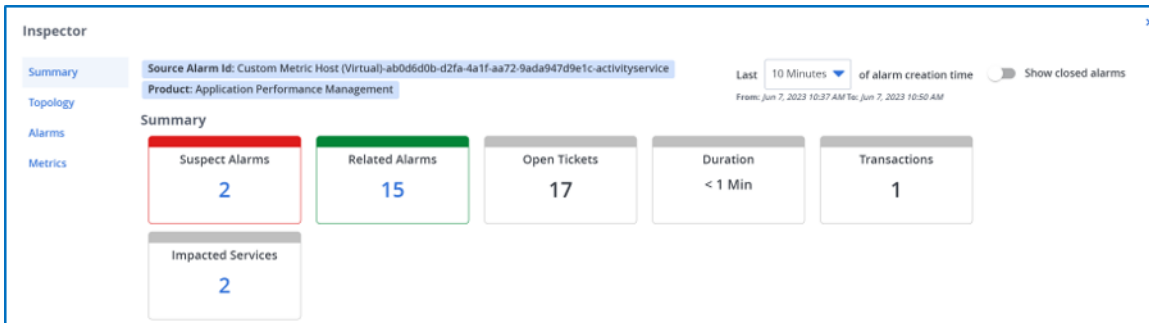 Inspector
Summary
Topology
Alarms
Metrics
Source Alarm Id: Custom Metric Host (Virtual)-ab0d6d0b-d2fa-4a1f-aa72-9ada947d9e1c-activityservice
Product: Application Performance Management
Last 10 Minutes of alarm creation time Show closed alarms
From: Jun 7, 2023 10:37 AM To: Jun 7, 2023 10:50 AM
Summary
Suspect Alarms
2
Related Alarms
15
Open Tickets
17
Duration
< 1 Min
Transactions
1
Impacted Services
2